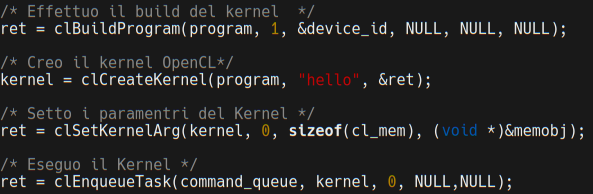 /* Effettuo il build del kernel  */
ret = clBuildProgram(program, 1, &device_id, NULL, NULL, NULL);
/* Creo il kernel OpenCL*/
kernel = clCreateKernel(program, "hello", &ret);
/* Setto i paramentri del Kernel */
ret = clSetKernelArg(kernel, 0, sizeof(cl_mem), (void *)&memobj);
/* Eseguo il Kernel */
ret = clEnqueueTask(command_queue, kernel, 0, NULL,NULL);